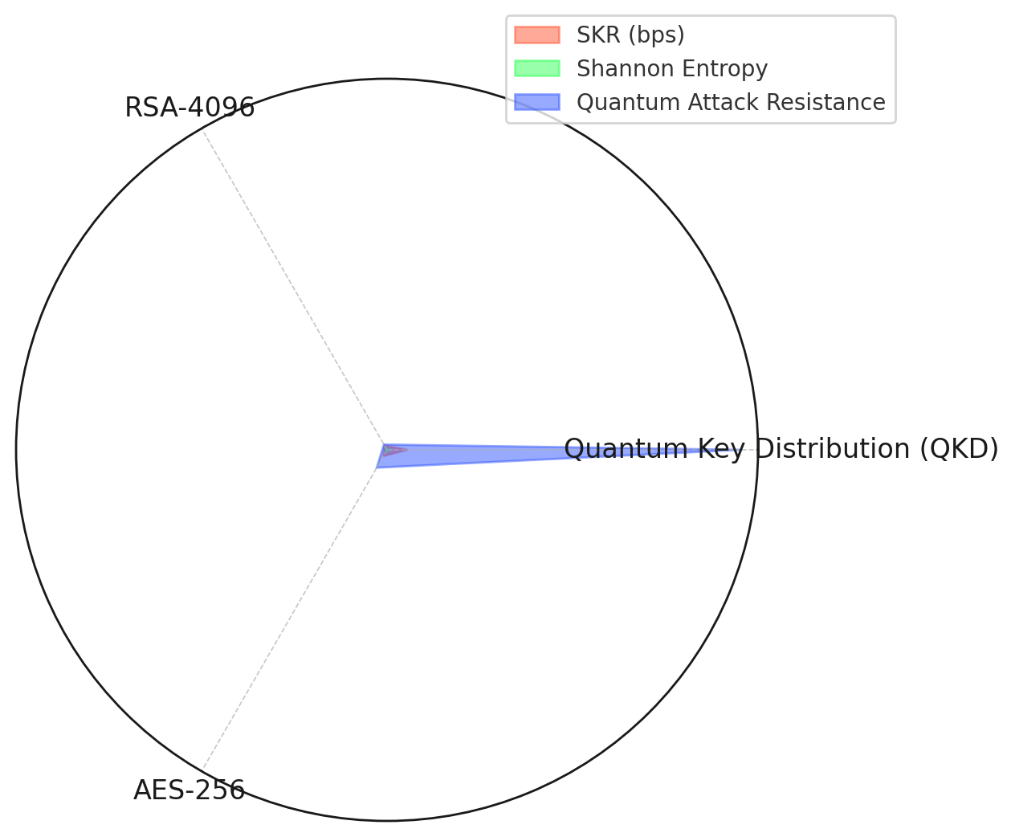 SKR (bps)
Shannon Entropy
Quantum Attack Resistance
RSA-4096
Quantum Key Distribution (QKD)
AES-256